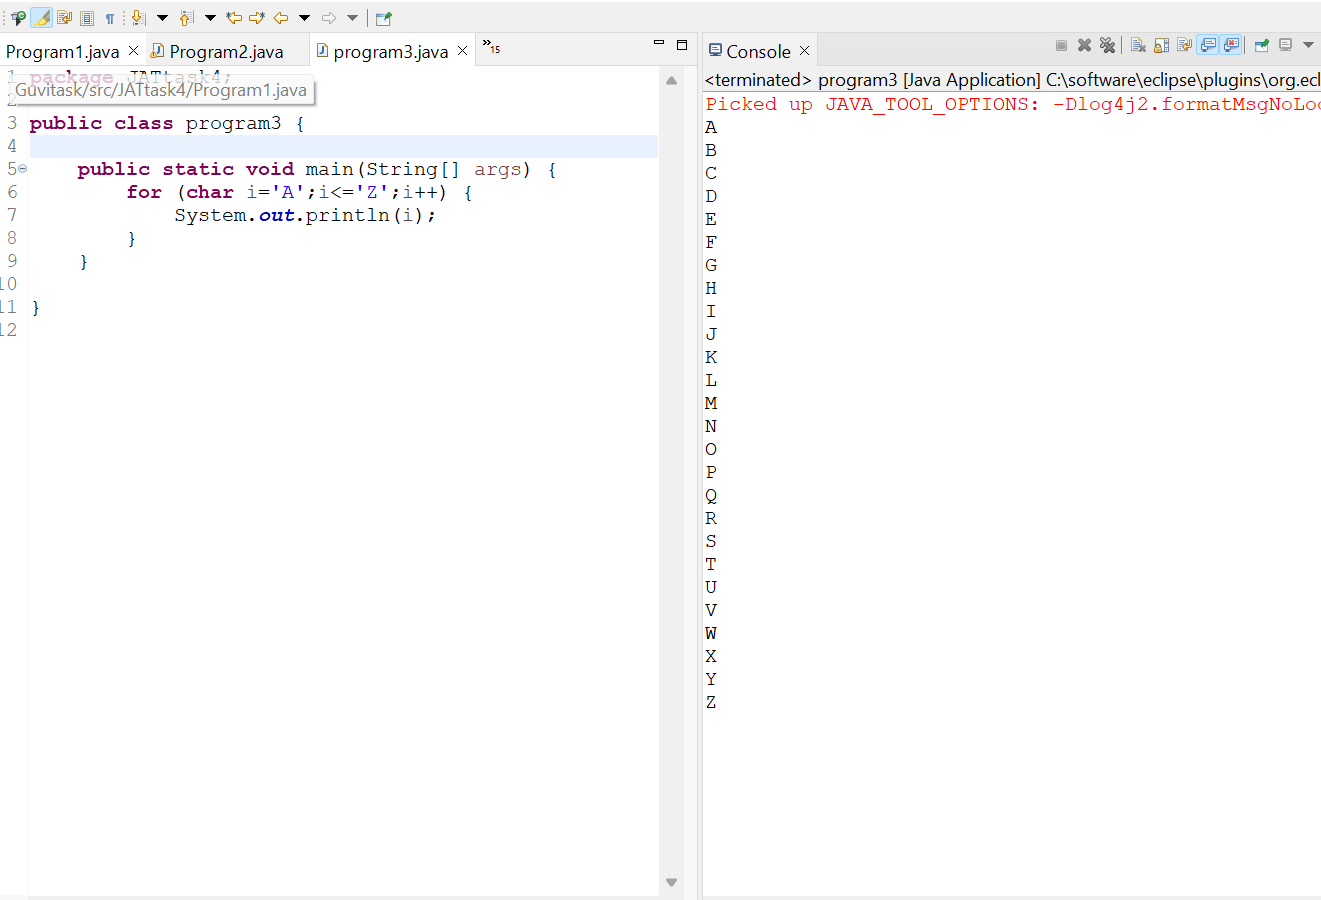 Program1.java Program2.java program3.java »15
1 package JATtask4;
Guvitask/src/JATtask4/Program1.java
2
3 public class program3 {
4
5 public static void main(String[] args) {
6 for (char i='A';i<='Z';i++) {
7 System.out.println(i);
8 }
9 }
10
11 }
12
Console
<terminated> program3 [Java Application] C:\software\eclipse\plugins\org.ecl
Picked up JAVA_TOOL_OPTIONS: -Dlog4j2.formatMsgNoLoo
A
B
C
D
E
F
G
H
I
J
K
L
M
N
O
P
Q
R
S
T
U
V
W
X
Y
Z